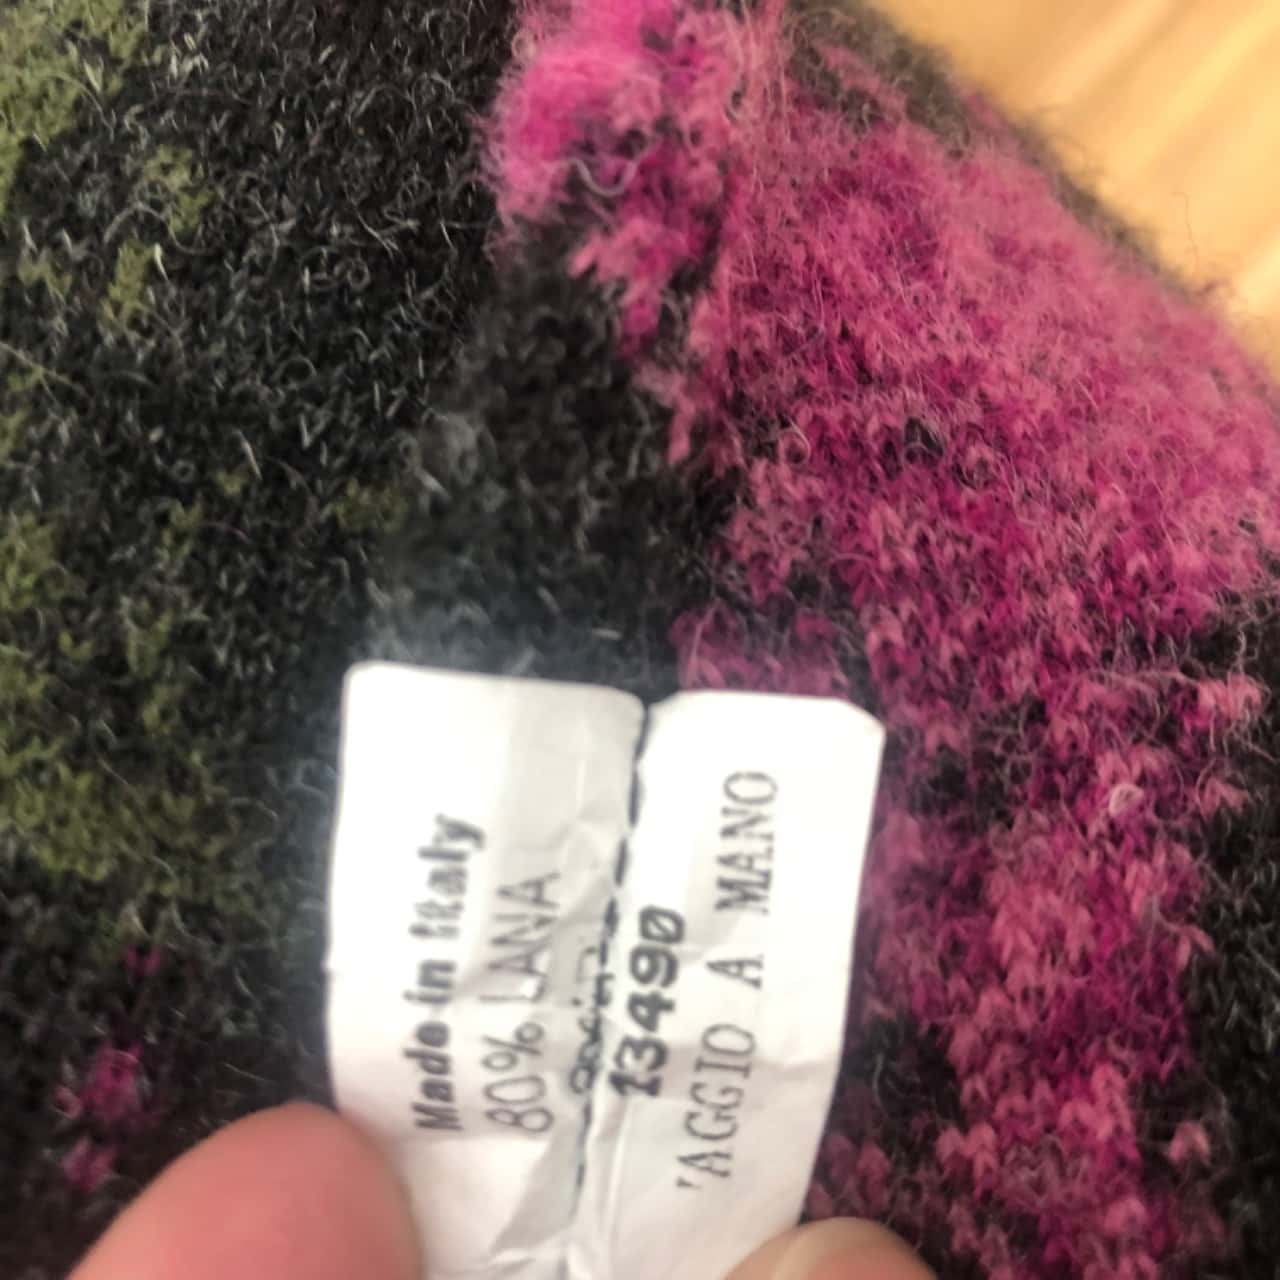 Made in Italy
80% LANA
13490
'AGGIO A MANO